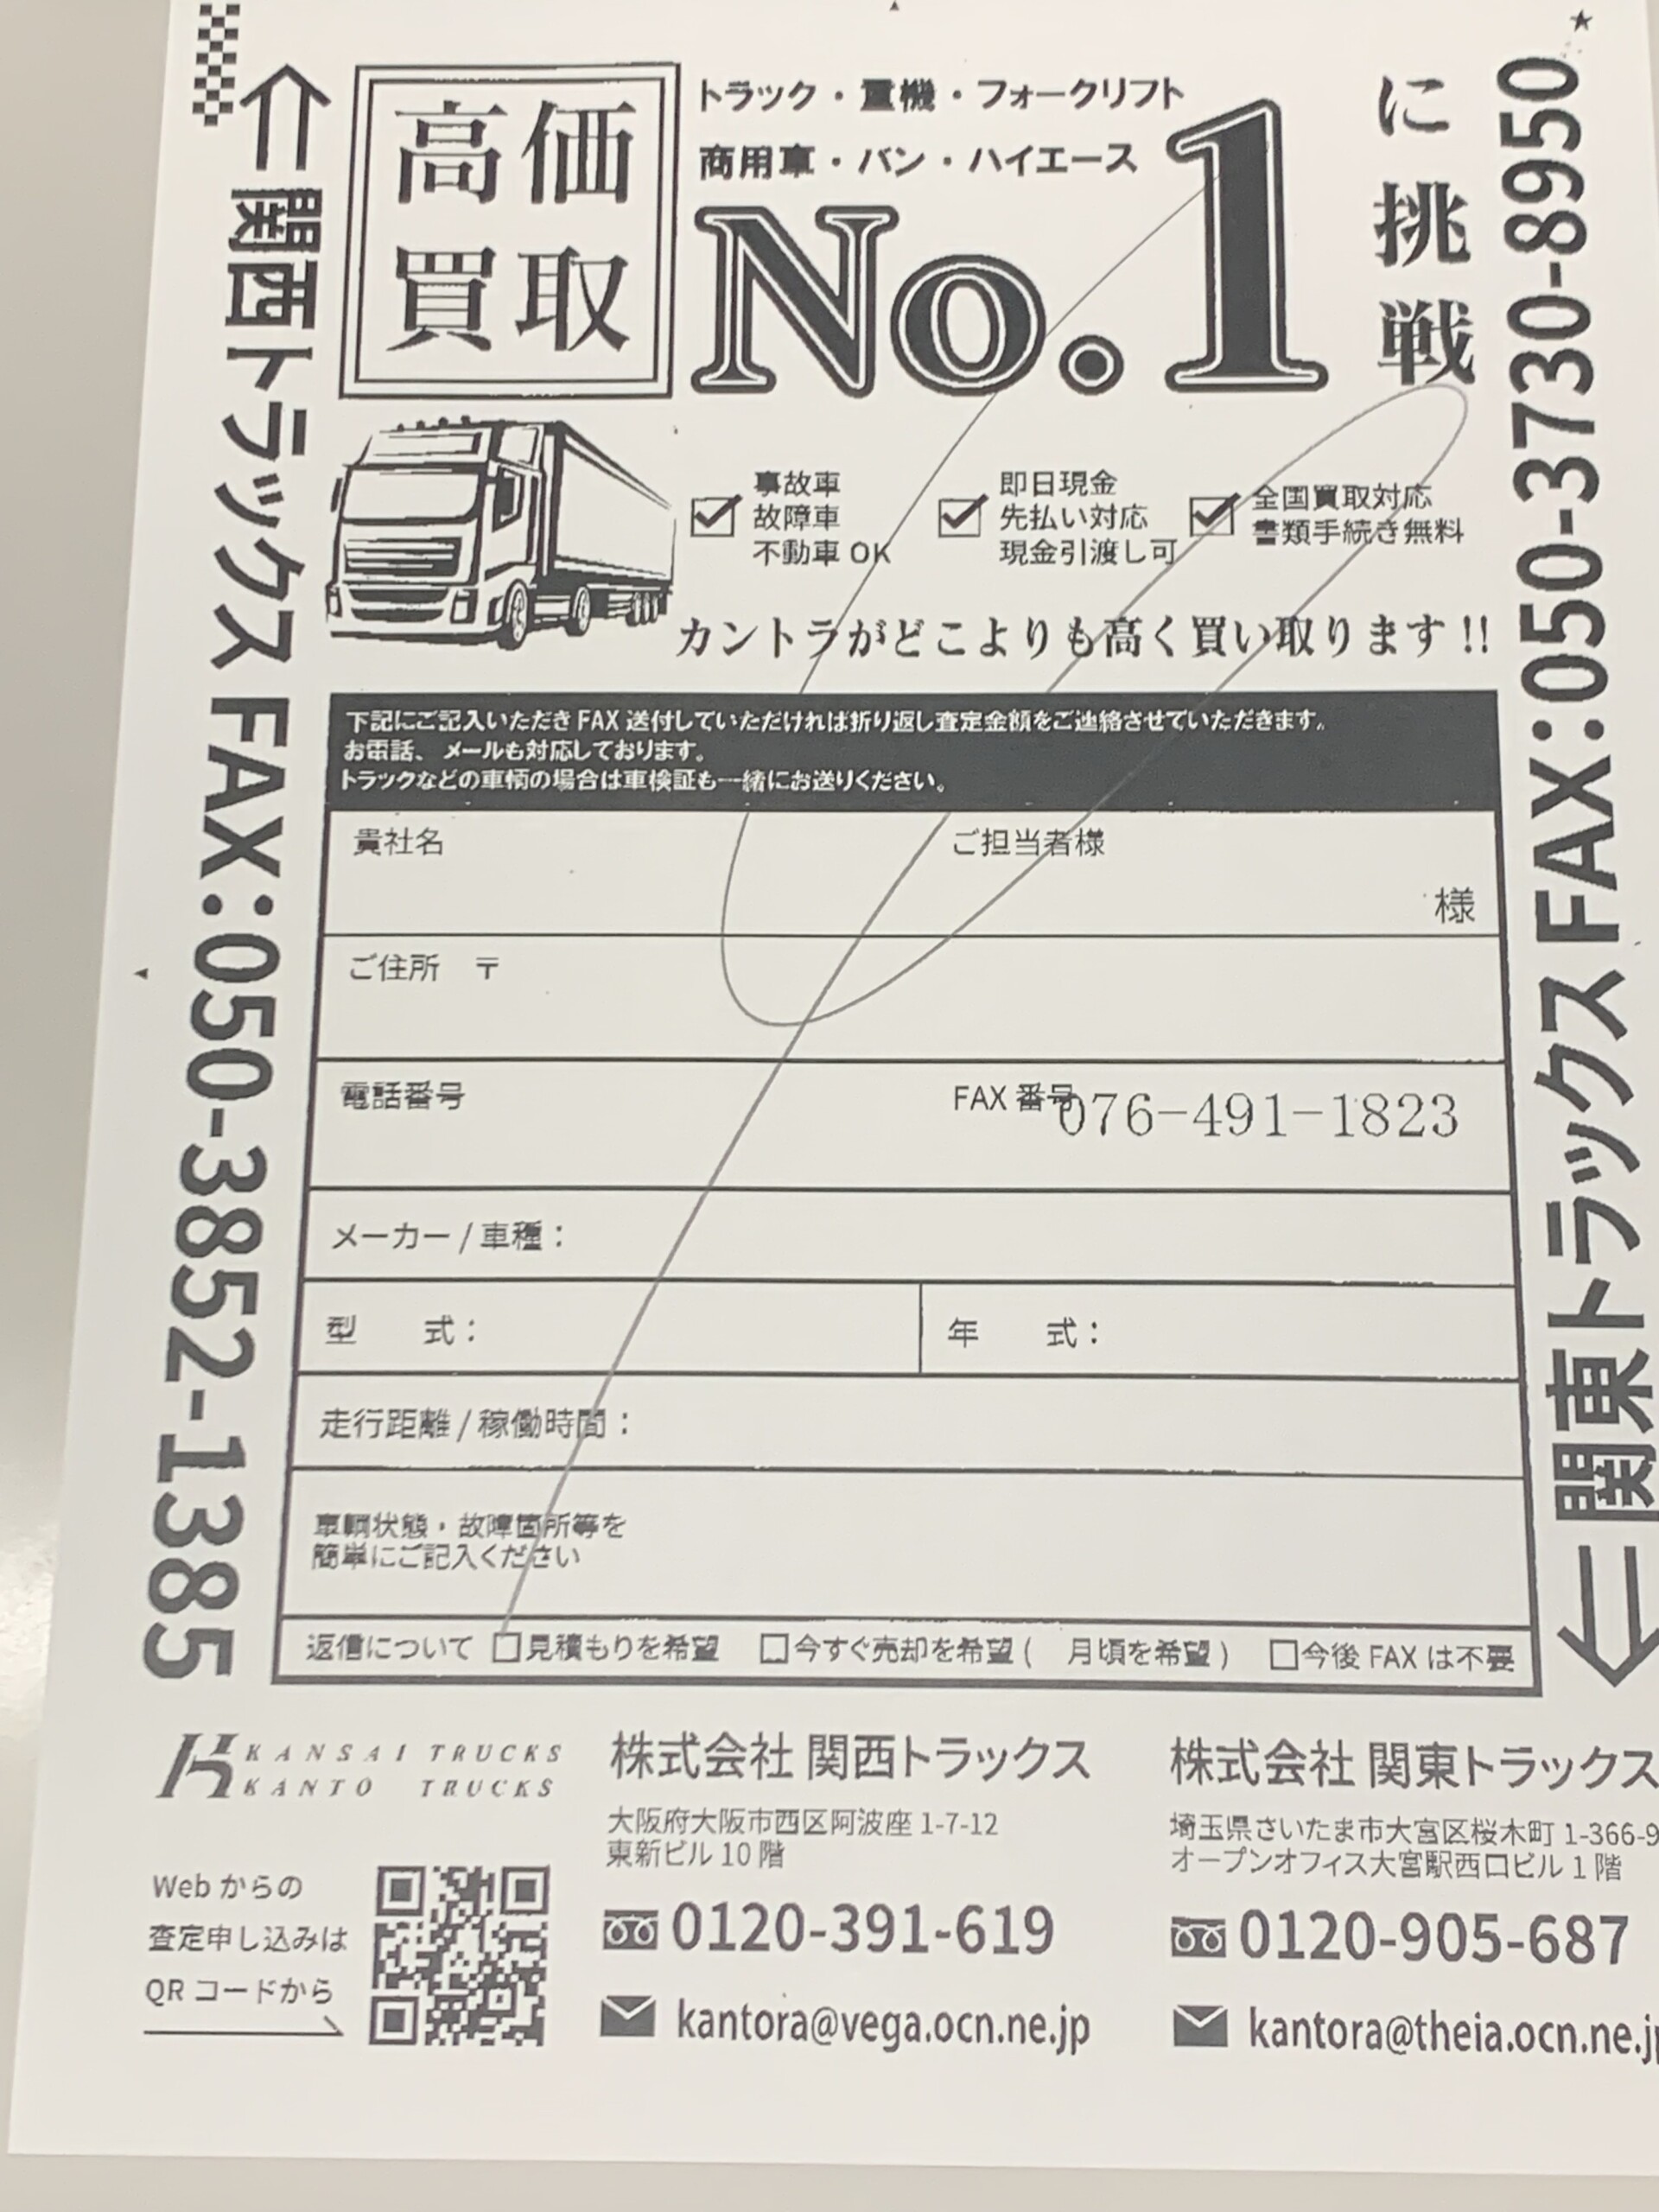 高価
買取
トラック・重機・フォークリフト
商用車・バン・ハイエース
No.1
に挑戦
事故車
故障車
不動車 OK
即日現金
先払い対応
現金引渡し可
全国買取対応
書類手続き無料
カントラがどこよりも高く買い取ります!!
関西トラックス FAX:050-3852-1385
関東トラックス FAX:050-3730-8950
下記にご記入いただき FAX 送付していただければ折り返し査定金額をご連絡させていただきます。
お電話、メールも対応しております。
トラックなどの車輌の場合は車検証も一緒にお送りください。
貴社名 ご担当者様
様
ご住所 〒
電話番号 FAX 番号 076-491-1823
メーカー / 車種:
型 式: 年 式:
走行距離 / 稼働時間:
車輌状態・故障箇所等を
簡単にご記入ください
返信について □見積もりを希望 □今すぐ売却を希望( 月頃を希望) □今後 FAX は不要
KANSAI TRUCKS
KANTO TRUCKS
Web からの
査定申し込みは
QR コードから
株式会社 関西トラックス
大阪府大阪市西区阿波座 1-7-12
東新ビル 10 階
0120-391-619
kantora@vega.ocn.ne.jp
株式会社 関東トラックス
埼玉県さいたま市大宮区桜木町 1-366-9
オープンオフィス大宮駅西口ビル 1 階
0120-905-687
kantora@theia.ocn.ne.j